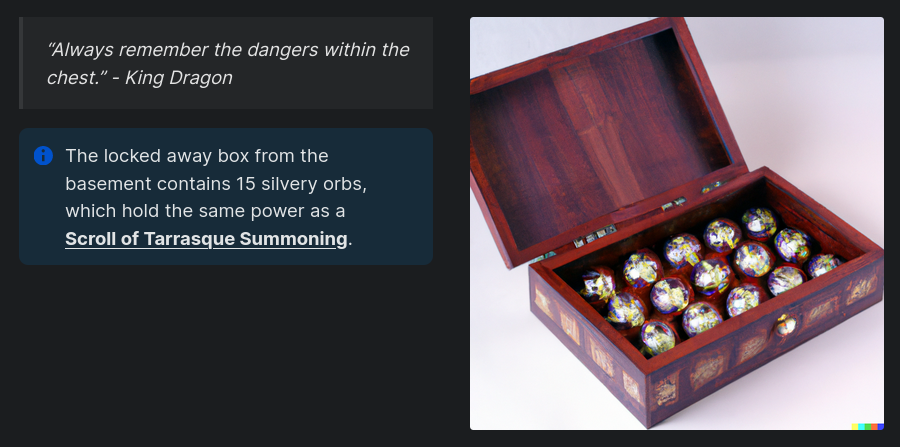 “Always remember the dangers within the
chest.” - King Dragon
The locked away box from the
basement contains 15 silvery orbs,
which hold the same power as a
Scroll of Tarrasque Summoning.